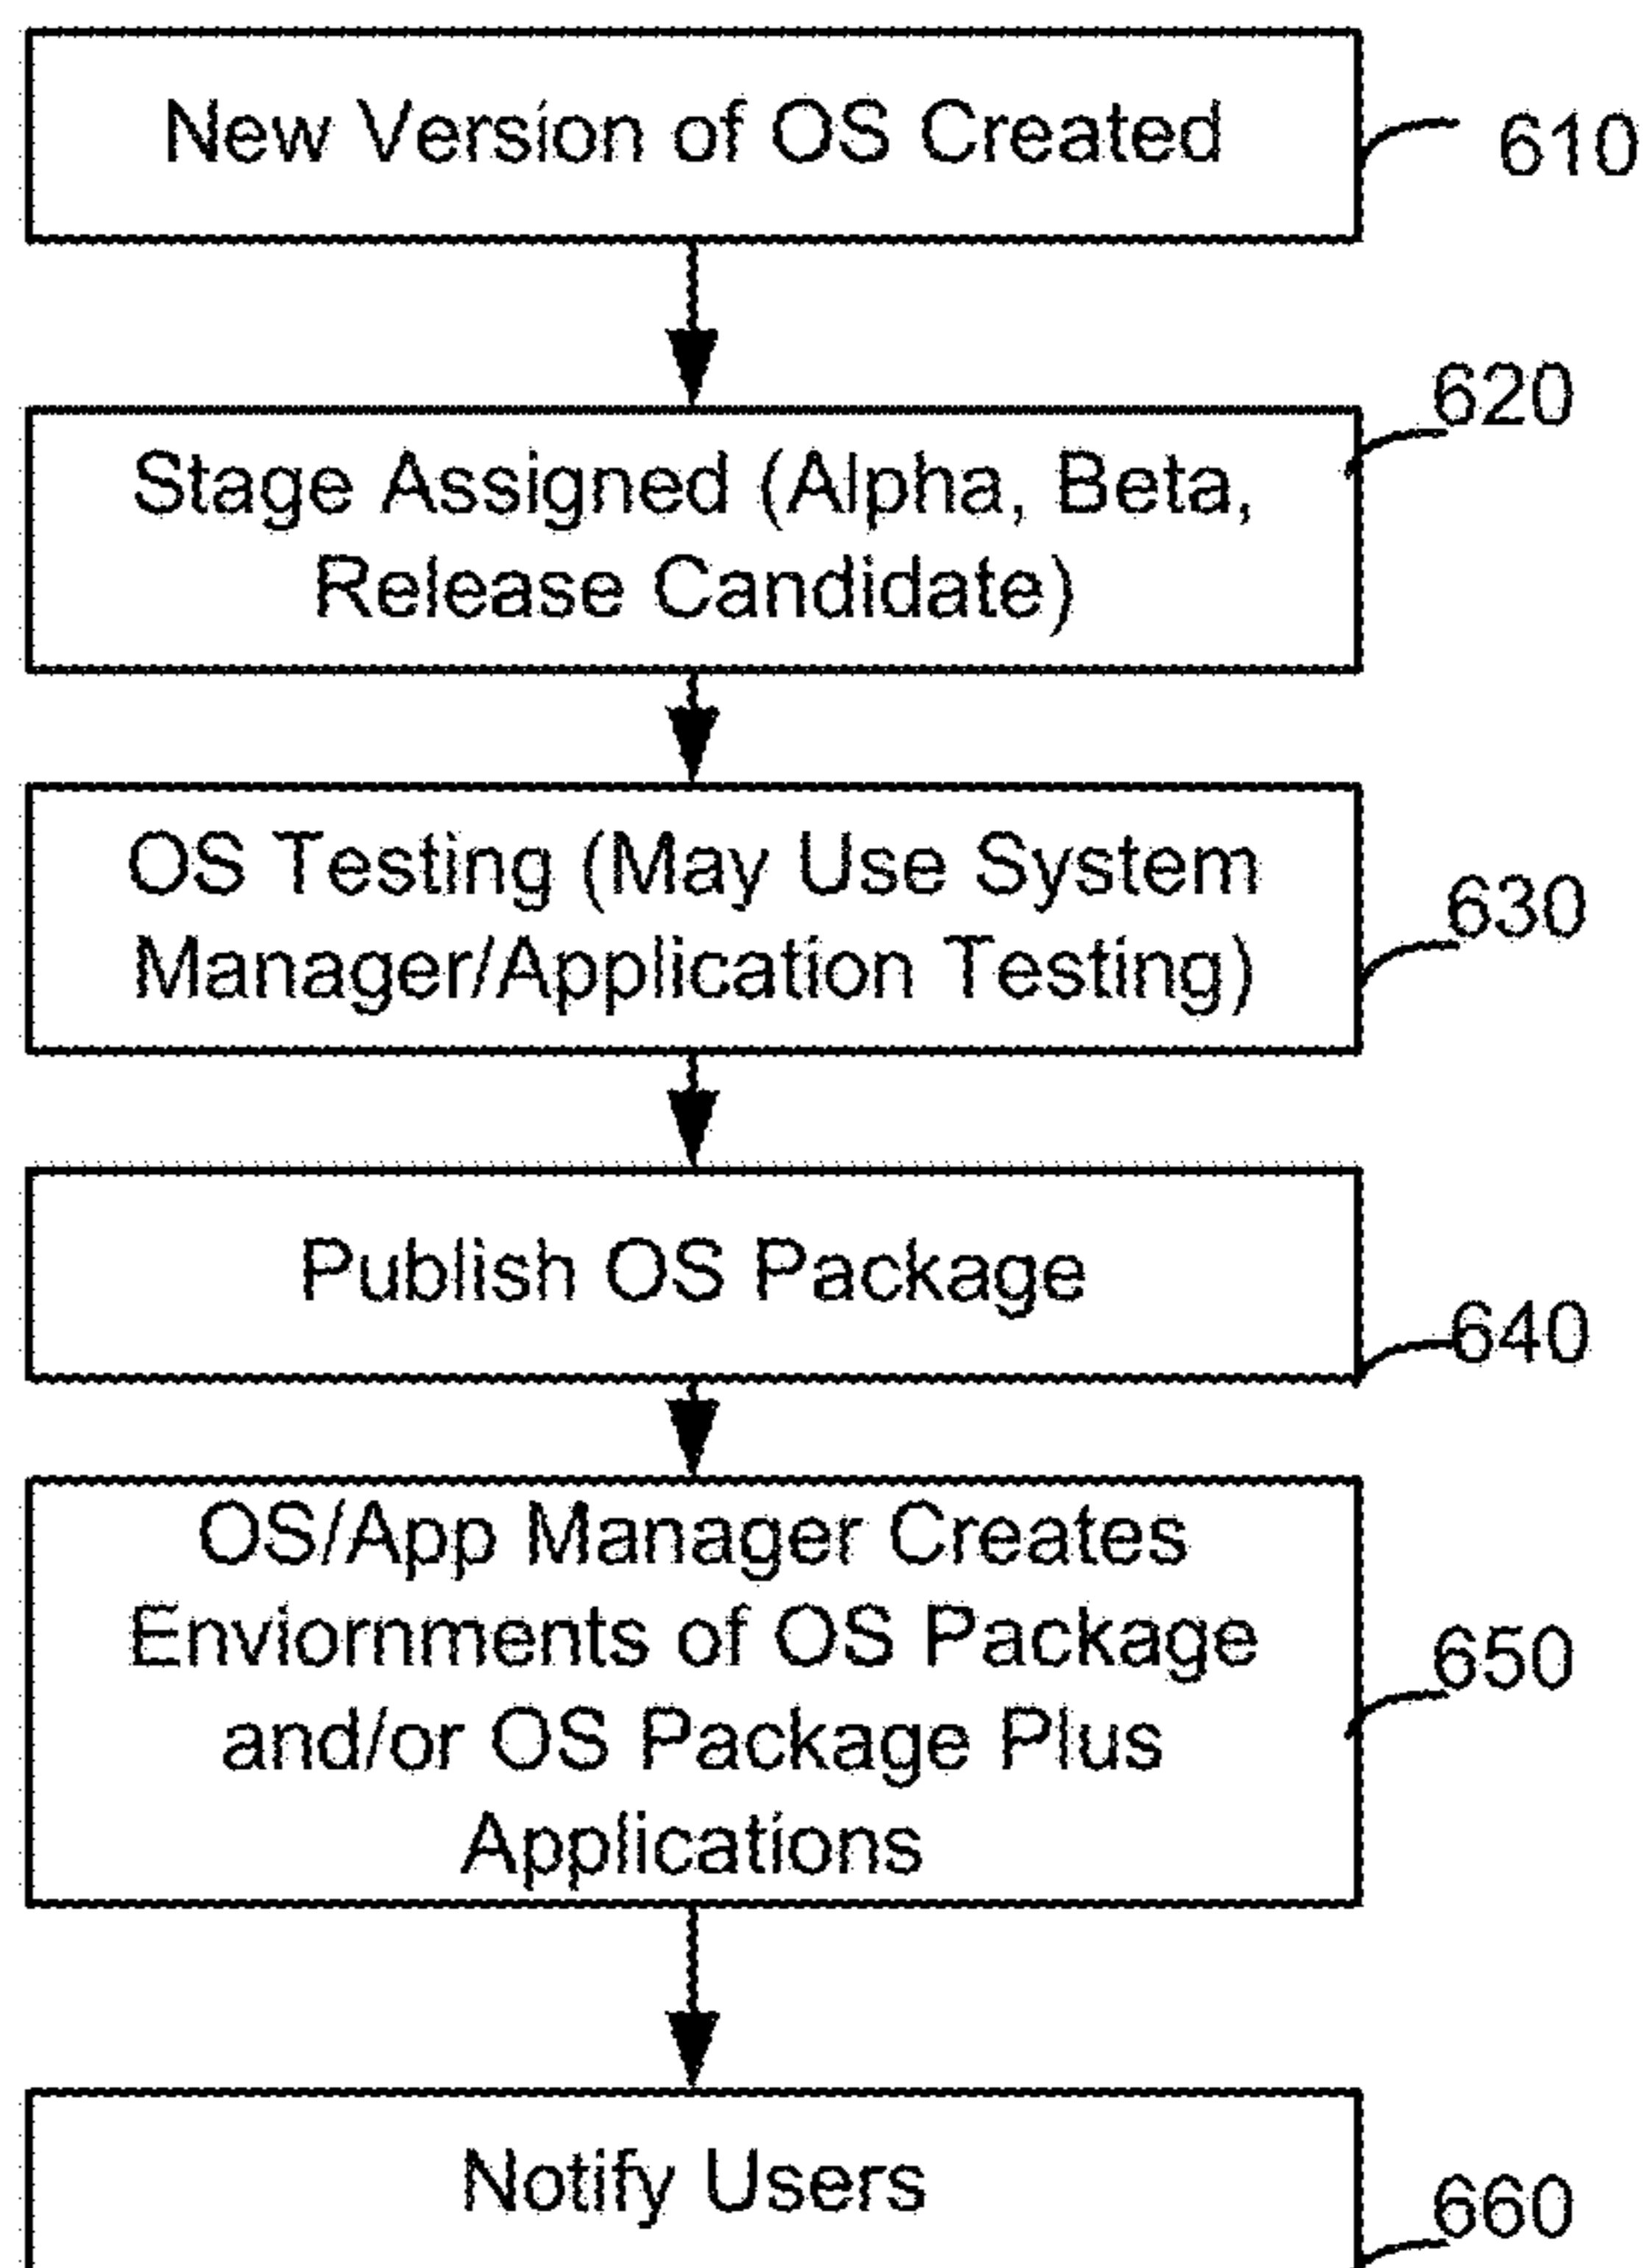 New Version of OS Created
610
620
Stage Assigned (Alpha, Beta,
Release Candidate)
OS Testing (May Use System
630
Manager/Application Testing)
Publish OS Package
640
OS/App Manager Creates
Enviornments of OS Package
650
and/or OS Package Plus
Applications
Notify Users
660